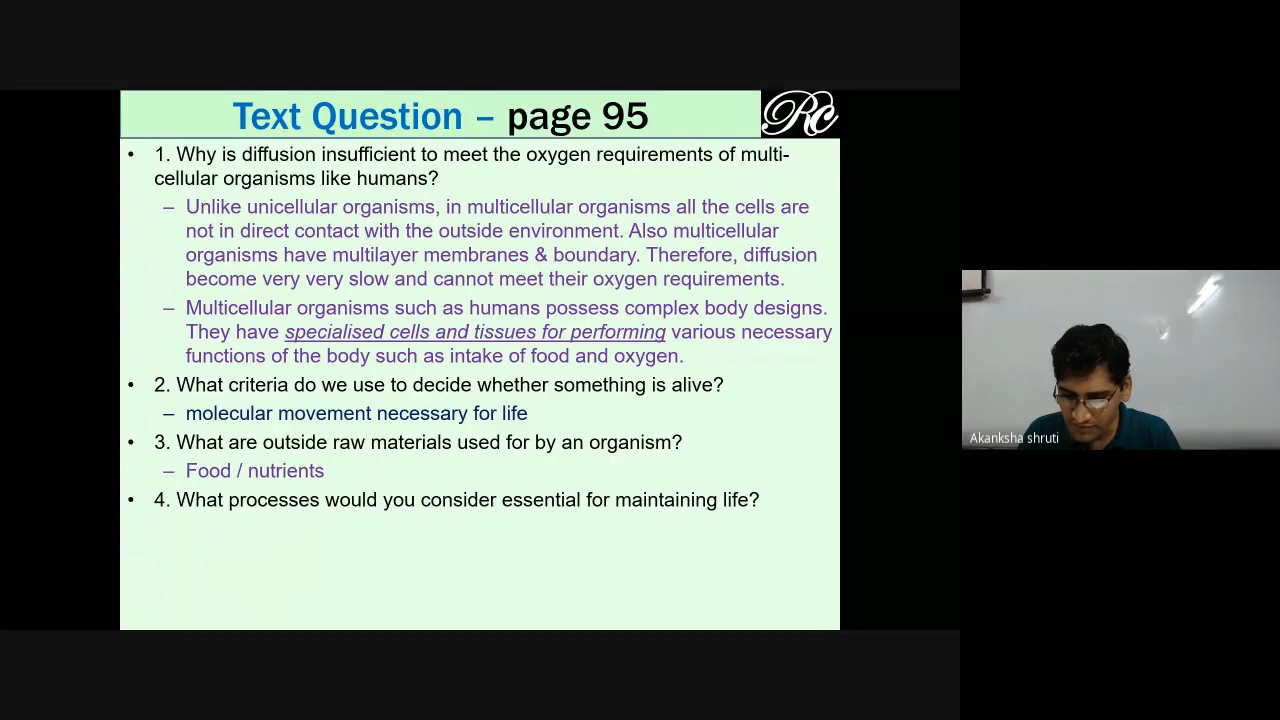 Text Question – page 95
Rc
• 1. Why is diffusion insufficient to meet the oxygen requirements of multi-
cellular organisms like humans?
– Unlike unicellular organisms, in multicellular organisms all the cells are
not in direct contact with the outside environment. Also multicellular
organisms have multilayer membranes & boundary. Therefore, diffusion
become very very slow and cannot meet their oxygen requirements.
– Multicellular organisms such as humans possess complex body designs.
They have specialised cells and tissues for performing various necessary
functions of the body such as intake of food and oxygen.
• 2. What criteria do we use to decide whether something is alive?
– molecular movement necessary for life
• 3. What are outside raw materials used for by an organism?
– Food / nutrients
• 4. What processes would you consider essential for maintaining life?
Akanksha shruti